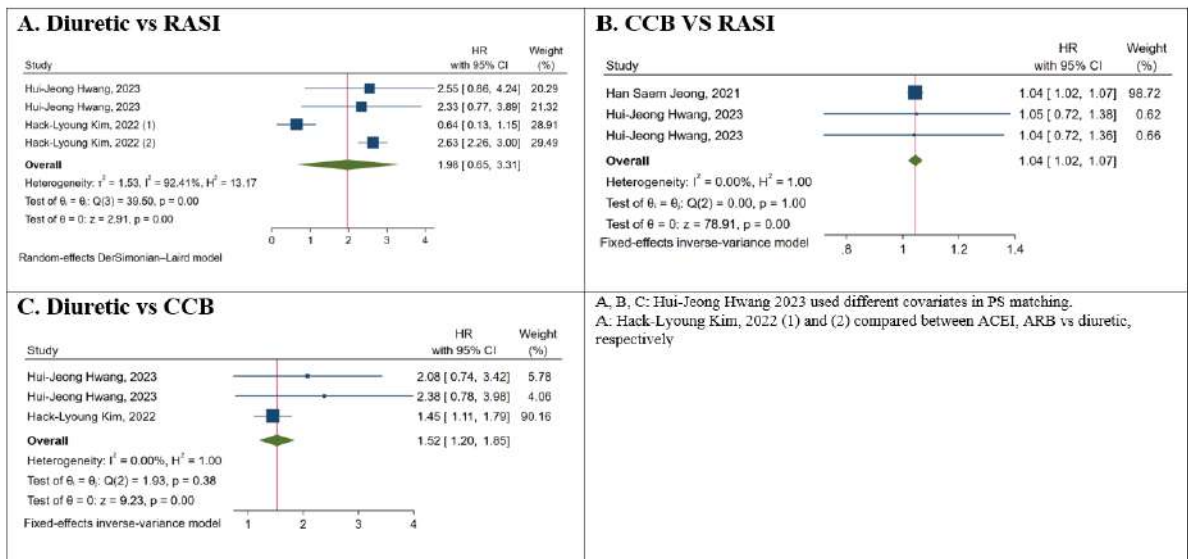 A. Diuretic vs RASI
HR Weight
Study with 95% CI (%)
Hui-Jeong Hwang, 2023 2.55 [ 0.86, 4.24] 20.29
Hui-Jeong Hwang, 2023 2.33 [ 0.77, 3.89] 21.32
Hack-Lyoung Kim, 2022 (1) 0.64 [ 0.13, 1.15] 28.91
Hack-Lyoung Kim, 2022 (2) 2.63 [ 2.26, 3.00] 29.49
Overall 1.98 [ 0.65, 3.31]
Heterogeneity: τ² = 1.53, I² = 92.41%, H² = 13.17
Test of θᵢ = θⱼ: Q(3) = 39.50, p = 0.00
Test of θ = 0: z = 2.91, p = 0.00
0 1 2 3 4
Random-effects DerSimonian–Laird model
B. CCB VS RASI
HR Weight
Study with 95% CI (%)
Han Saem Jeong, 2021 1.04 [ 1.02, 1.07] 98.72
Hui-Jeong Hwang, 2023 1.05 [ 0.72, 1.38] 0.62
Hui-Jeong Hwang, 2023 1.04 [ 0.72, 1.36] 0.66
Overall 1.04 [ 1.02, 1.07]
Heterogeneity: I² = 0.00%, H² = 1.00
Test of θᵢ = θⱼ: Q(2) = 0.00, p = 1.00
Test of θ = 0: z = 78.91, p = 0.00
Fixed-effects inverse-variance model
.8 1 1.2 1.4
C. Diuretic vs CCB
HR Weight
Study with 95% CI (%)
Hui-Jeong Hwang, 2023 2.08 [ 0.74, 3.42] 5.78
Hui-Jeong Hwang, 2023 2.38 [ 0.78, 3.98] 4.06
Hack-Lyoung Kim, 2022 1.45 [ 1.11, 1.79] 90.16
Overall 1.52 [ 1.20, 1.85]
Heterogeneity: I² = 0.00%, H² = 1.00
Test of θᵢ = θⱼ: Q(2) = 1.93, p = 0.38
Test of θ = 0: z = 9.23, p = 0.00
Fixed-effects inverse-variance model 1 2 3 4
A, B, C: Hui-Jeong Hwang 2023 used different covariates in PS matching.
A: Hack-Lyoung Kim, 2022 (1) and (2) compared between ACEI, ARB vs diuretic,
respectively